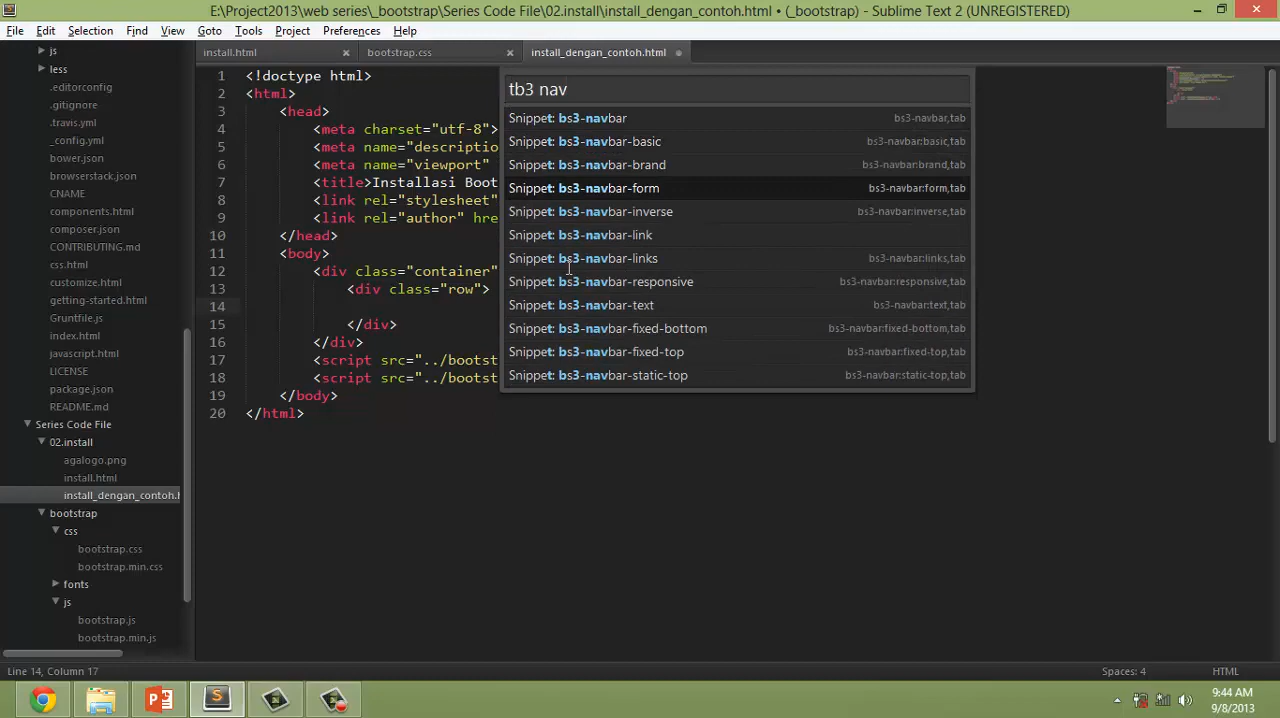 E:\Project2013\web series\_bootstrap\Series Code File\02.install\install_dengan_contoh.html • (_bootstrap) - Sublime Text 2 (UNREGISTERED)
File Edit Selection Find View Goto Tools Project Preferences Help
install.html bootstrap.css install_dengan_contoh.html
js
less
.editorconfig
.gitignore
.travis.yml
_config.yml
bower.json
browserstack.json
CNAME
components.html
composer.json
CONTRIBUTING.md
css.html
customize.html
getting-started.html
Gruntfile.js
index.html
javascript.html
LICENSE
package.json
README.md
Series Code File
02.install
agalogo.png
install.html
install_dengan_contoh.h
bootstrap
css
bootstrap.css
bootstrap.min.css
fonts
js
bootstrap.js
bootstrap.min.js
1 <!doctype html>
2 <html>
3 <head>
4 <meta charset="utf-8">
5 <meta name="descriptio
6 <meta name="viewport"
7 <title>Installasi Boot
8 <link rel="stylesheet"
9 <link rel="author" hre
10 </head>
11 <body>
12 <div class="container"
13 <div class="row">
14
15 </div>
16 </div>
17 <script src="../bootst
18 <script src="../bootst
19 </body>
20 </html>
tb3 nav
Snippet: bs3-navbar bs3-navbar,tab
Snippet: bs3-navbar-basic bs3-navbar:basic,tab
Snippet: bs3-navbar-brand bs3-navbar:brand,tab
Snippet: bs3-navbar-form bs3-navbar:form,tab
Snippet: bs3-navbar-inverse bs3-navbar:inverse,tab
Snippet: bs3-navbar-link
Snippet: bs3-navbar-links bs3-navbar:links,tab
Snippet: bs3-navbar-responsive bs3-navbar:responsive,tab
Snippet: bs3-navbar-text bs3-navbar:text,tab
Snippet: bs3-navbar-fixed-bottom bs3-navbar:fixed-bottom,tab
Snippet: bs3-navbar-fixed-top bs3-navbar:fixed-top,tab
Snippet: bs3-navbar-static-top bs3-navbar:static-top,tab
Line 14, Column 17 Spaces: 4 HTML
9:44 AM
9/8/2013